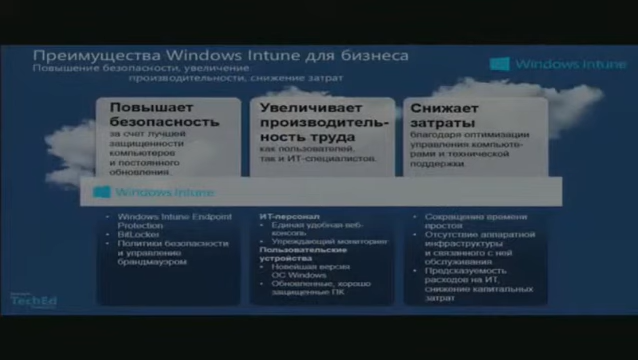 Преимущества Windows Intune для бизнеса
Повышение безопасности, увеличение
производительности, снижение затрат
Windows Intune
Повышает
безопасность
за счет лучшей
защищенности
компьютеров
и постоянного
обновления.
Увеличивает
производитель-
ность труда
как пользователей,
так и ИТ-специалистов.
Снижает
затраты
благодаря оптимизации
управления компьюте-
рами и технической
поддержки.
Windows Intune
• Windows Intune Endpoint
Protection
• BitLocker
• Политики безопасности
и управление
брандмауэром
ИТ-персонал
• Единая удобная веб-
консоль
• Упреждающий мониторинг
Пользовательские
устройства
• Новейшая версия
ОС Windows
• Обновленные, хорошо
защищенные ПК
• Сокращение времени
простоя
• Отсутствие аппаратной
инфраструктуры
и связанного с ней
обслуживания
• Предсказуемость
расходов на ИТ,
снижение капитальных
затрат
TechEd